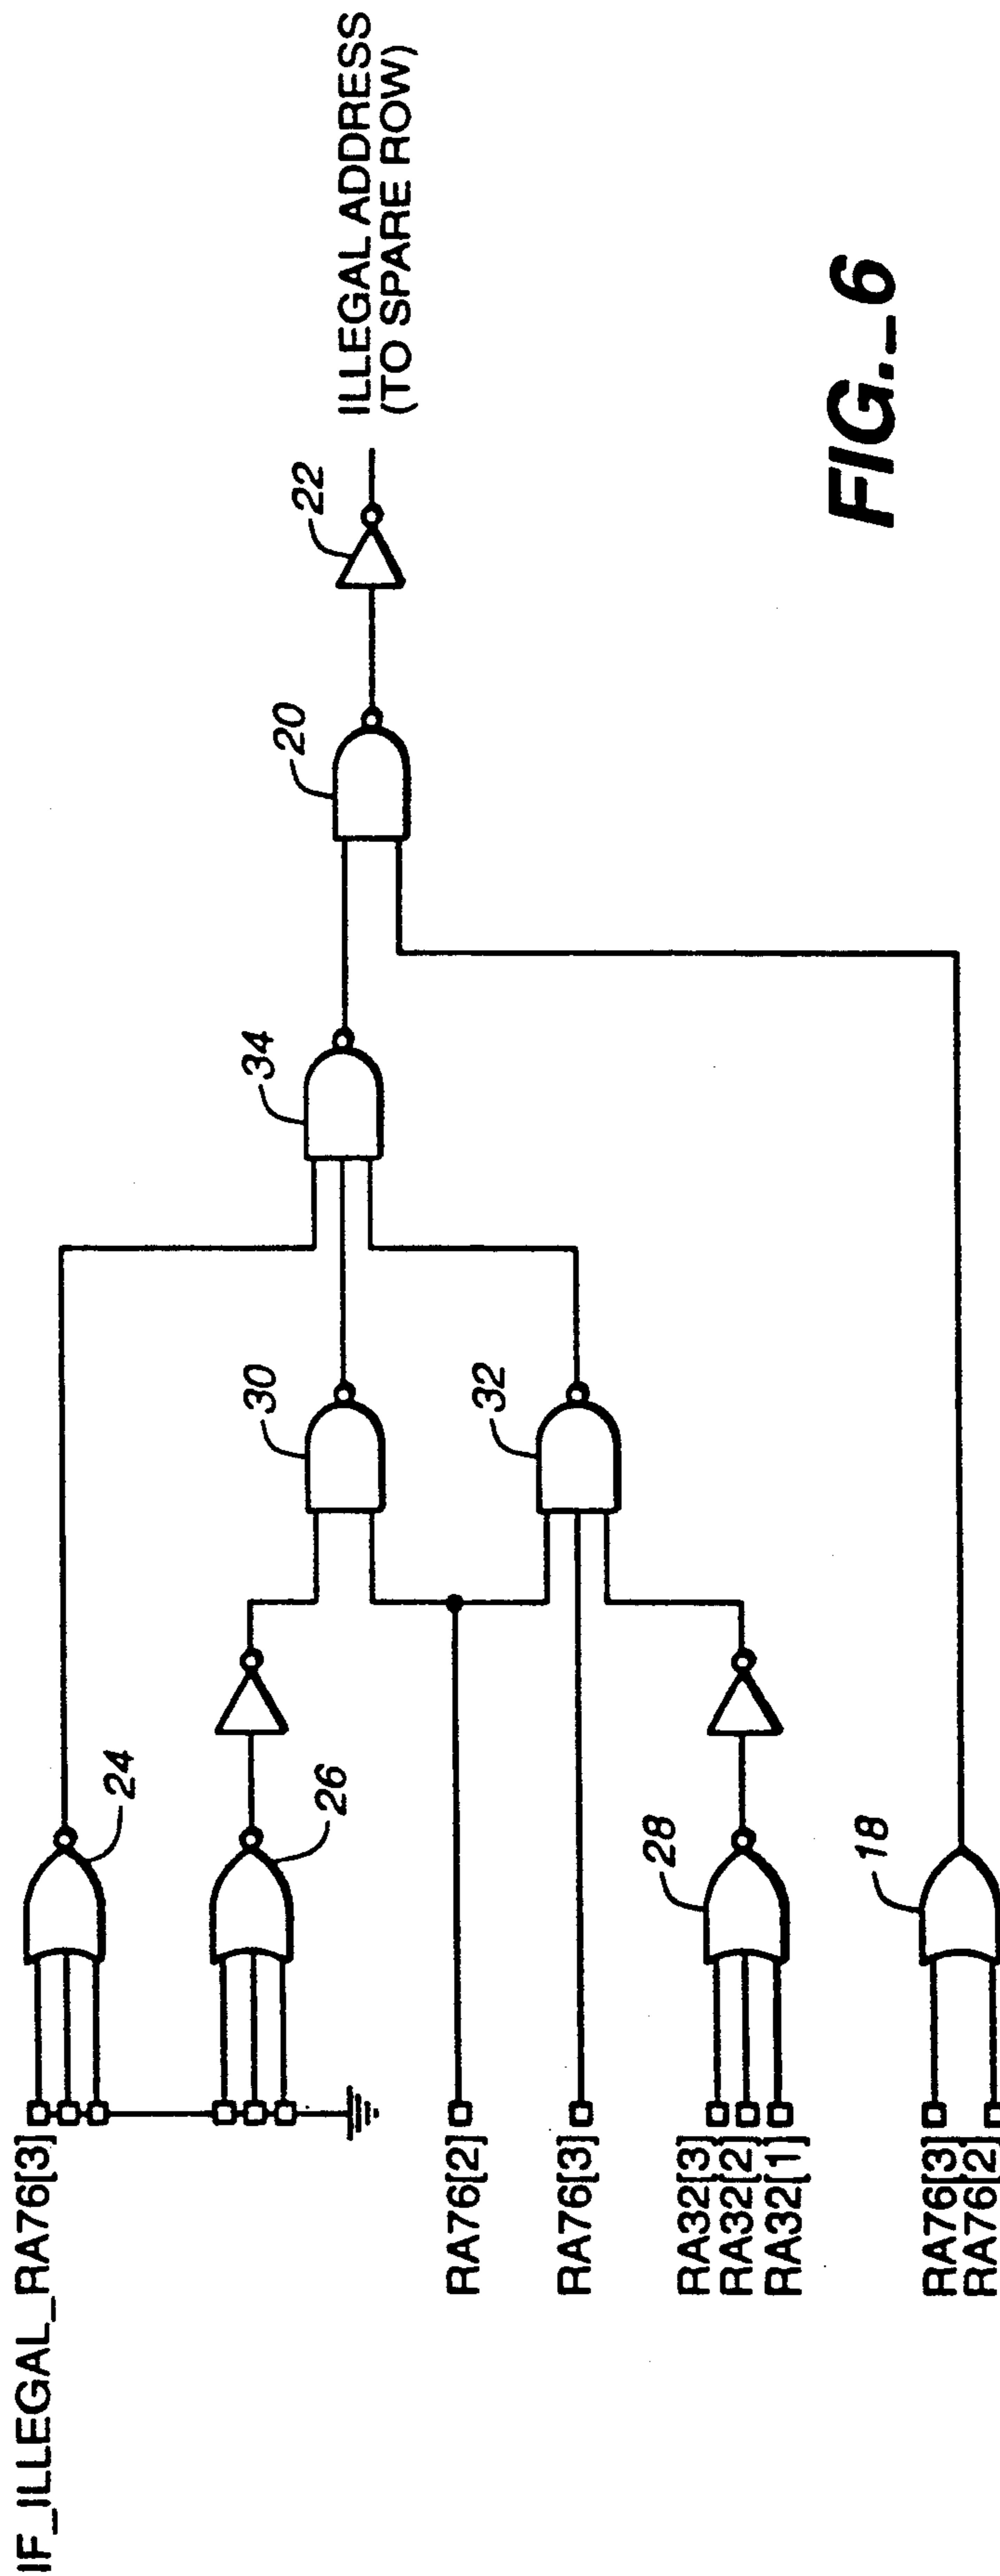 IF_ILLEGAL_RA76[3]
24
26
RA76[2]
RA76[3]
30
32
34
20
22
ILLEGAL ADDRESS
(TO SPARE ROW)
RA32[3]
RA32[2]
RA32[1]
28
RA76[3]
RA76[2]
18
FIG._6